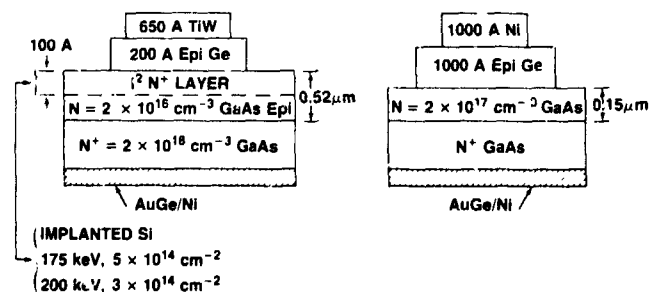 650 A TiW
200 A Epi Ge
100 A
I² N⁺ LAYER
N = 2 × 10¹⁶ cm⁻³ GaAs Epi
0.52μm
N⁺ = 2 × 10¹⁸ cm⁻³ GaAs
AuGe/Ni
(IMPLANTED Si
175 keV, 5 × 10¹⁴ cm⁻²
(200 keV, 3 × 10¹⁴ cm⁻²
1000 A Ni
1000 A Epi Ge
N = 2 × 10¹⁷ cm⁻³ GaAs
0.15μm
N⁺ GaAs
AuGe/Ni